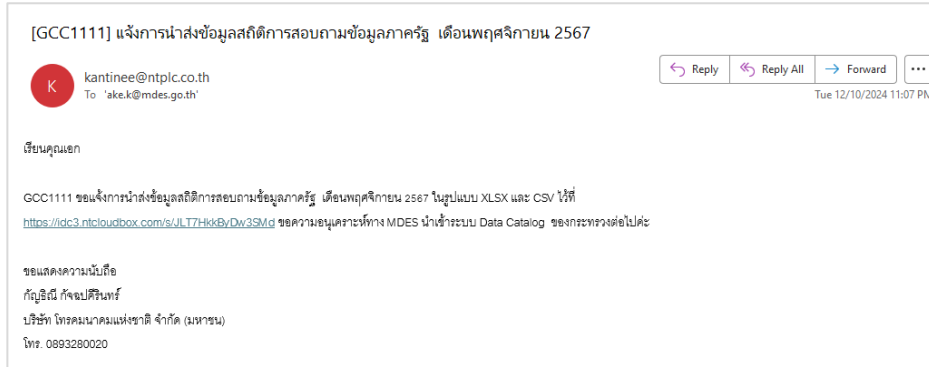 [GCC1111] แจ้งการนำส่งข้อมูลสถิติการสอบถามข้อมูลภาครัฐ เดือนพฤศจิกายน 2567
K
kantinee@ntplc.co.th
To 'ake.k@mdes.go.th'
Reply
Reply All
Forward
...
Tue 12/10/2024 11:07 PM
เรียนคุณเอก
GCC1111 ขอแจ้งการนำส่งข้อมูลสถิติการสอบถามข้อมูลภาครัฐ เดือนพฤศจิกายน 2567 ในรูปแบบ XLSX และ CSV ไว้ที่
https://idc3.ntcloudbox.com/s/JLT7HkkByDw3SMd ขอความอนุเคราะห์ทาง MDES นำเข้าระบบ Data Catalog ของกระทรวงต่อไปค่ะ
ขอแสดงความนับถือ
กัญธิณี กัจฉปคีรินทร์
บริษัท โทรคมนาคมแห่งชาติ จำกัด (มหาชน)
โทร. 0893280020